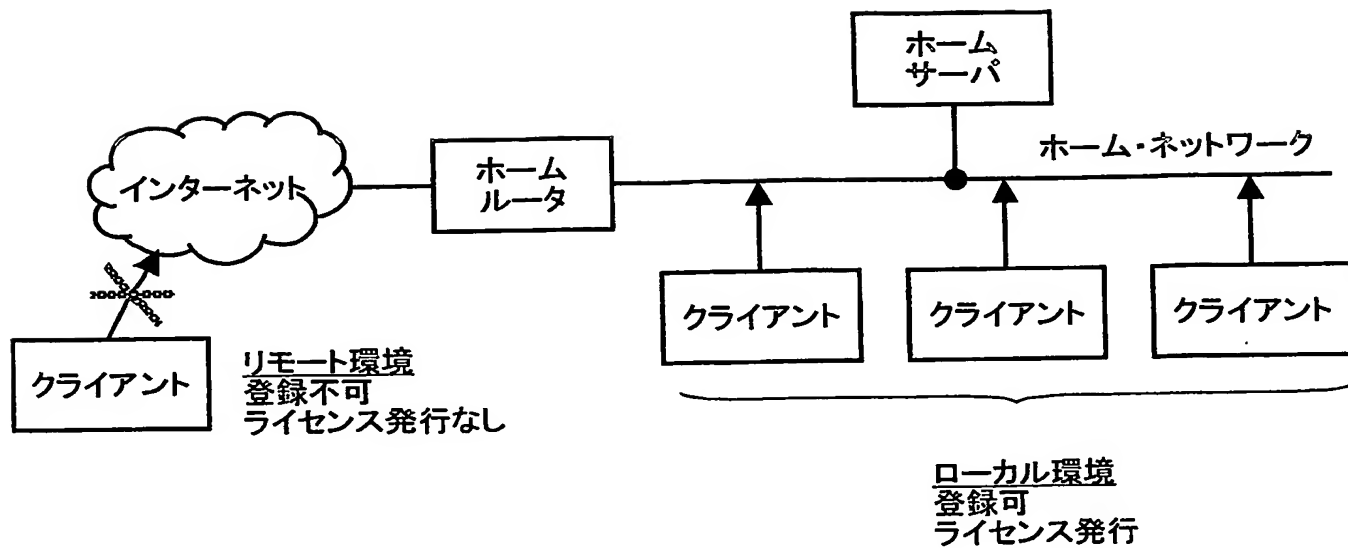 ホーム
サーバ
ホーム・ネットワーク
インターネット
ホーム
ルータ
クライアント
クライアント
クライアント
クライアント
リモート環境
登録不可
ライセンス発行なし
ローカル環境
登録可
ライセンス発行